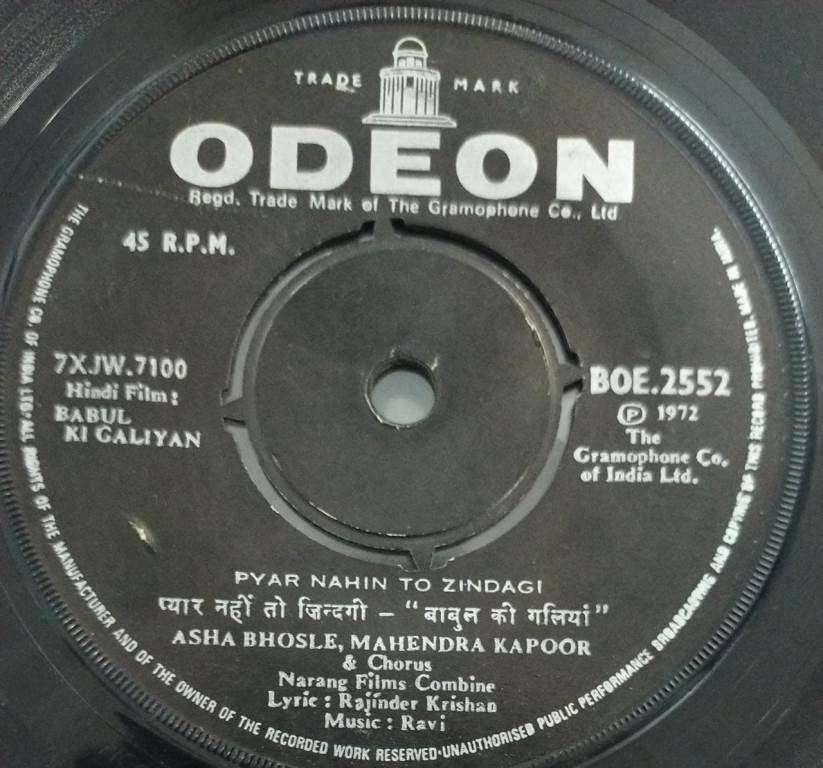 TRADE MARK
ODEON
Regd. Trade Mark of The Gramophone Co., Ltd
45 R.P.M.
7XJW.7100
Hindi Film:
BABUL
KI GALIYAN
BOE.2552
Ⓟ 1972
The
Gramophone Co.
of India Ltd.
PYAR NAHIN TO ZINDAGI
प्यार नहीं तो ज़िन्दगी – “बाबुल की गलियां”
ASHA BHOSLE, MAHENDRA KAPOOR
& Chorus
Narang Films Combine
Lyric : Rajinder Krishan
Music : Ravi
THE GRAMOPHONE CO. OF INDIA LTD·ALL RIGHTS OF THE MANUFACTURER AND OF THE OWNER OF THE RECORDED WORK RESERVED·UNAUTHORISED PUBLIC PERFORMANCE BROADCASTING AND COPYING OF THIS RECORD PROHIBITED. MADE IN INDIA.